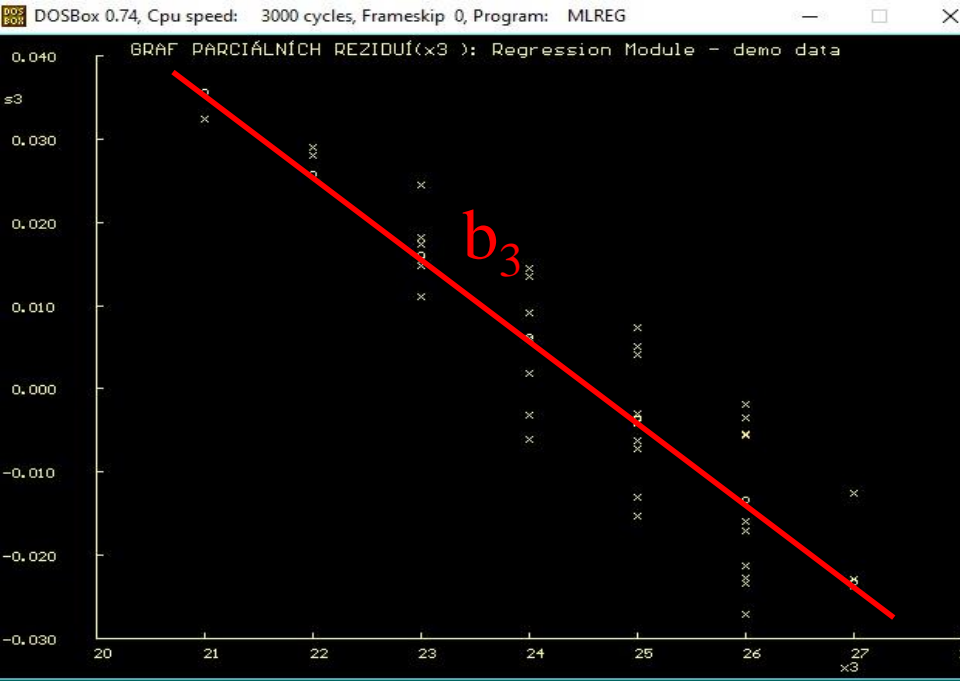 DOSBox 0.74, Cpu speed: 3000 cycles, Frameskip 0, Program: MLREG
GRAF PARCIÁLNÍCH REZIDUÍ(x3 ): Regression Module - demo data
0.040
s3
0.030
0.020
b3
0.010
0.000
-0.010
-0.020
-0.030
20 21 22 23 24 25 26 27
x3